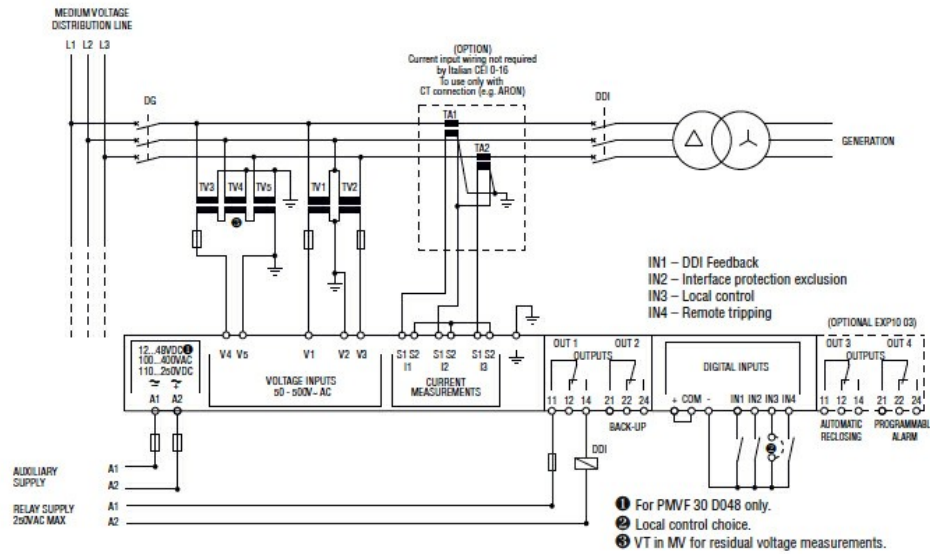 MEDIUM VOLTAGE
DISTRIBUTION LINE
L1 L2 L3
DG
(OPTION)
Current input wiring not required
by Italian CEI 0-16
To use only with
CT connection (e.g. ARON)
TA1
TA2
DDI
GENERATION
TV3 TV4 TV5
❸
TV1 TV2
IN1 – DDI Feedback
IN2 – Interface protection exclusion
IN3 – Local control
IN4 – Remote tripping
(OPTIONAL EXP10 03)
12...48VDC❶
100...400VAC
110...250VDC
A1 A2
V4 V5 V1 V2 V3
VOLTAGE INPUTS
50 - 500V~ AC
S1 S2 S1 S2 S1 S2
I1 I2 I3
CURRENT
MEASUREMENTS
OUT 1 OUT 2
OUTPUTS
11 12 14 21 22 24
BACK-UP
DIGITAL INPUTS
+ COM - IN1 IN2 IN3 IN4
OUT 3 OUT 4
OUTPUTS
11 12 14 21 22 24
AUTOMATIC
RECLOSING
PROGRAMMABL
ALARM
❷
DDI
AUXILIARY
SUPPLY
A1
A2
RELAY SUPPLY
250VAC MAX
A1
A2
❶ For PMVF 30 D048 only.
❷ Local control choice.
❸ VT in MV for residual voltage measurements.